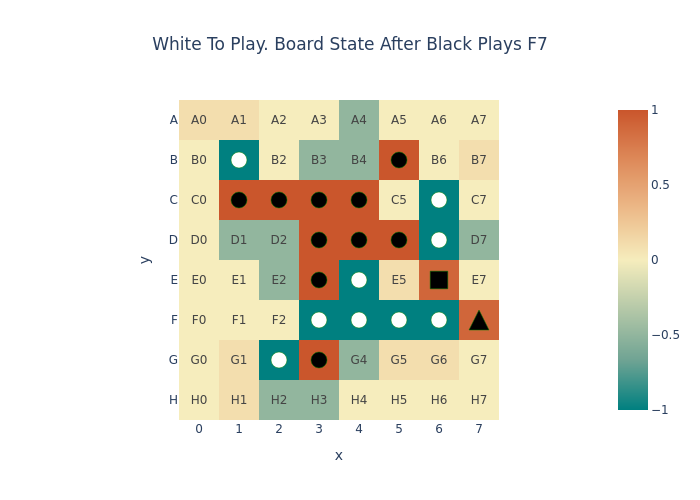 White To Play. Board State After Black Plays F7
A A0 A1 A2 A3 A4 A5 A6 A7
B B0 B2 B3 B4 B6 B7
C C0 C5 C7
D D0 D1 D2 D7
E E0 E1 E2 E5 E7
F F0 F1 F2
G G0 G1 G4 G5 G6 G7
H H0 H1 H2 H3 H4 H5 H6 H7
0 1 2 3 4 5 6 7
x
y
1
0.5
0
−0.5
−1